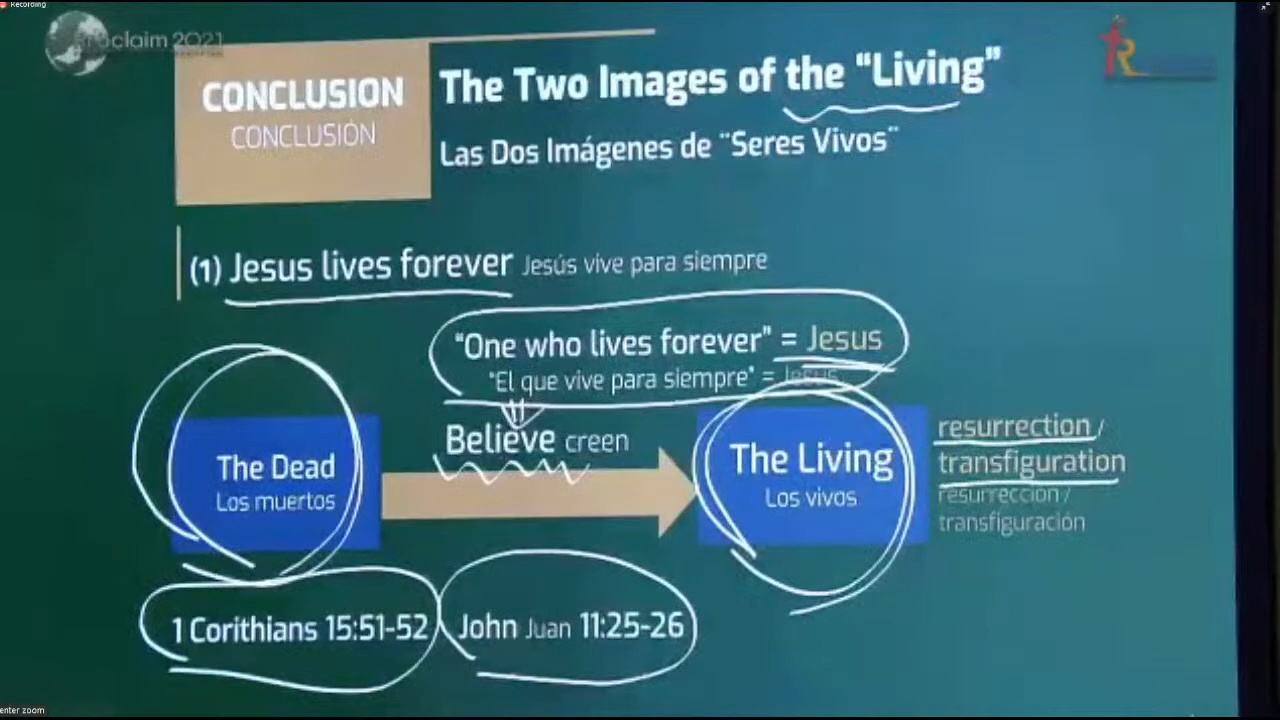 Recording
Proclaim 2021
CONCLUSION
CONCLUSIÓN
The Two Images of the “Living”
Las Dos Imágenes de ¨Seres Vivos¨
(1) Jesus lives forever Jesús vive para siempre
“One who lives forever” = Jesus
“El que vive para siempre” = Jesús
Believe creen
The Dead
Los muertos
The Living
Los vivos
resurrection /
transfiguration
resurrección /
transfiguración
1 Corithians 15:51-52
John Juan 11:25-26
enter zoom